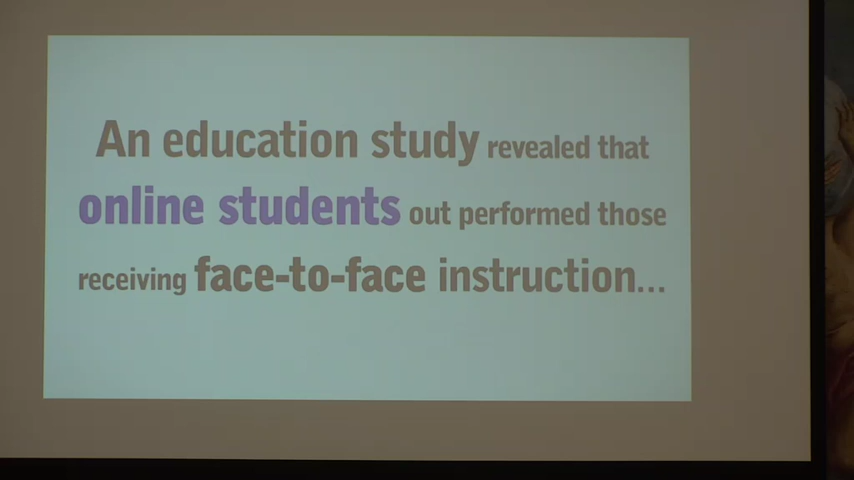 An education study revealed that
online students out performed those
receiving face-to-face instruction...